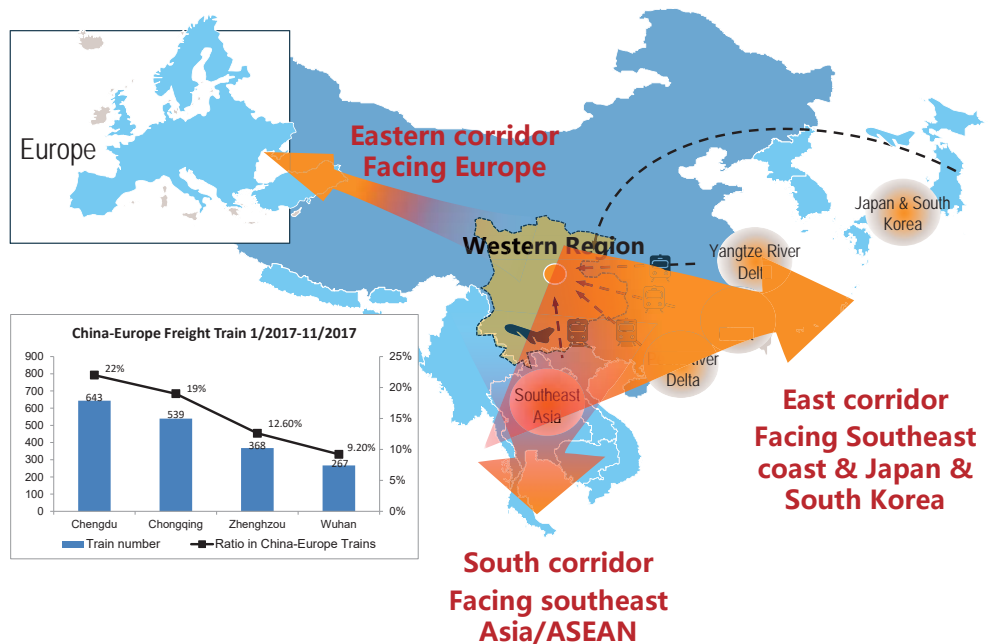 Europe
Eastern corridor
Facing Europe
Japan & South
Korea
Western Region
Yangtze River
Delt
River
Delta
Southeast
Asia
China-Europe Freight Train 1/2017-11/2017
900
800
700
600
500
400
300
200
100
0
25%
20%
15%
10%
5%
0%
22%
643
19%
539
12.60%
368
9.20%
267
Chengdu
Chongqing
Zhenghzou
Wuhan
Train number
Ratio in China-Europe Trains
East corridor
Facing Southeast
coast & Japan &
South Korea
South corridor
Facing southeast
Asia/ASEAN